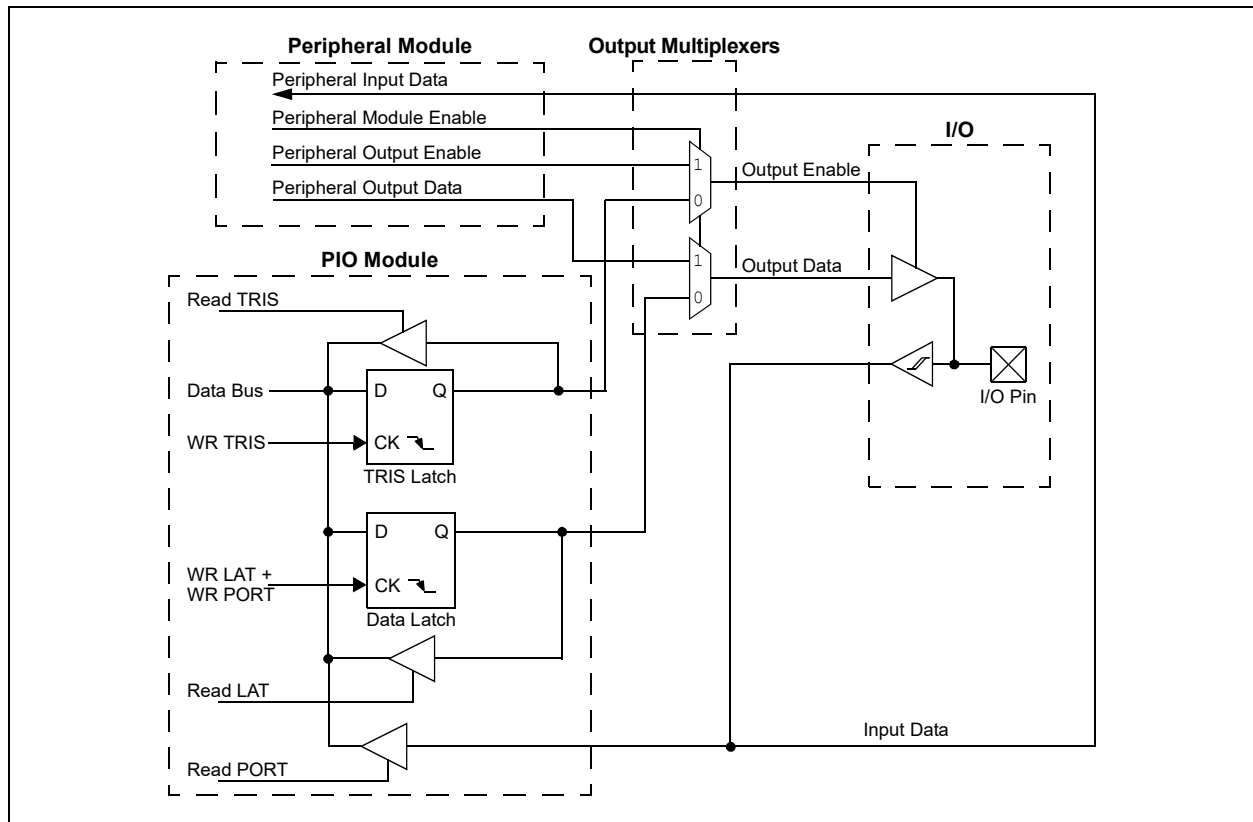 Peripheral Module
Output Multiplexers
Peripheral Input Data
Peripheral Module Enable
Peripheral Output Enable
Peripheral Output Data
1
0
1
0
Output Enable
Output Data
I/O
I/O Pin
PIO Module
Read TRIS
Data Bus
D
Q
WR TRIS
CK
TRIS Latch
D
Q
WR LAT +
WR PORT
CK
Data Latch
Read LAT
Read PORT
Input Data